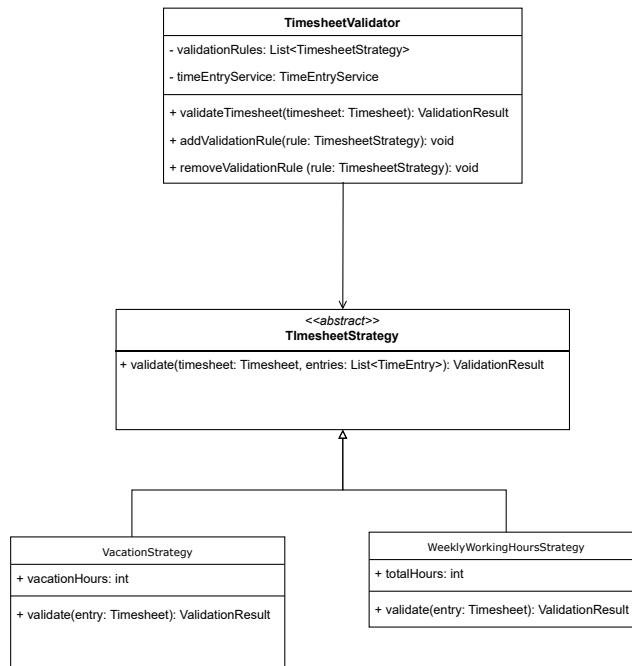 TimesheetValidator
- validationRules: List<TimesheetStrategy>
- timeEntryService: TimeEntryService
+ validateTimesheet(timesheet: Timesheet): ValidationResult
+ addValidationRule(rule: TimesheetStrategy): void
+ removeValidationRule (rule: TimesheetStrategy): void
<<abstract>>
TImesheetStrategy
+ validate(timesheet: Timesheet, entries: List<TimeEntry>): ValidationResult
VacationStrategy
+ vacationHours: int
+ validate(entry: Timesheet): ValidationResult
WeeklyWorkingHoursStrategy
+ totalHours: int
+ validate(entry: Timesheet): ValidationResult